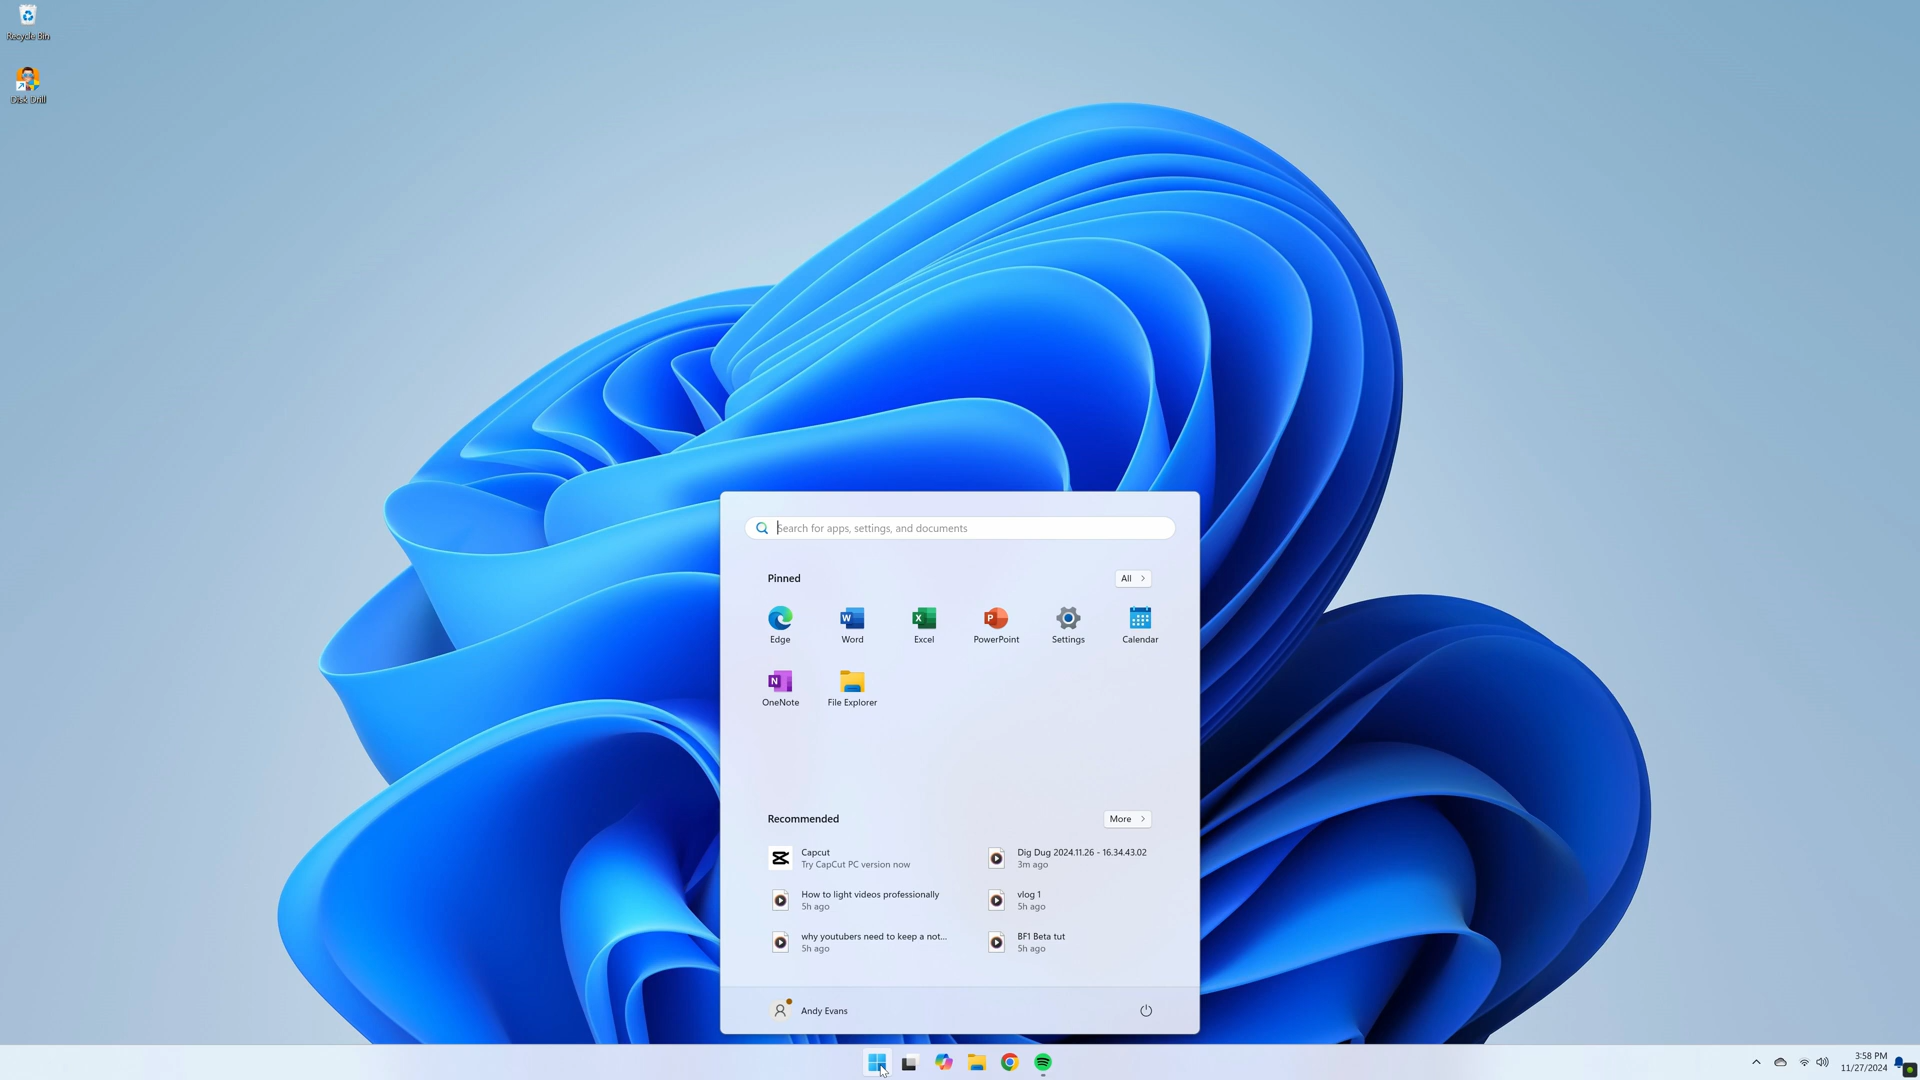 Recycle Bin
Disk Drill
Search for apps, settings, and documents
Pinned
All
Edge
Word
Excel
PowerPoint
Settings
Calendar
OneNote
File Explorer
Recommended
More
Capcut
Try CapCut PC version now
Dig Dug 2024.11.26 - 16.34.43.02
3m ago
How to light videos professionally
5h ago
vlog 1
5h ago
why youtubers need to keep a not...
5h ago
BF1 Beta tut
5h ago
Andy Evans
3:58 PM
11/27/2024